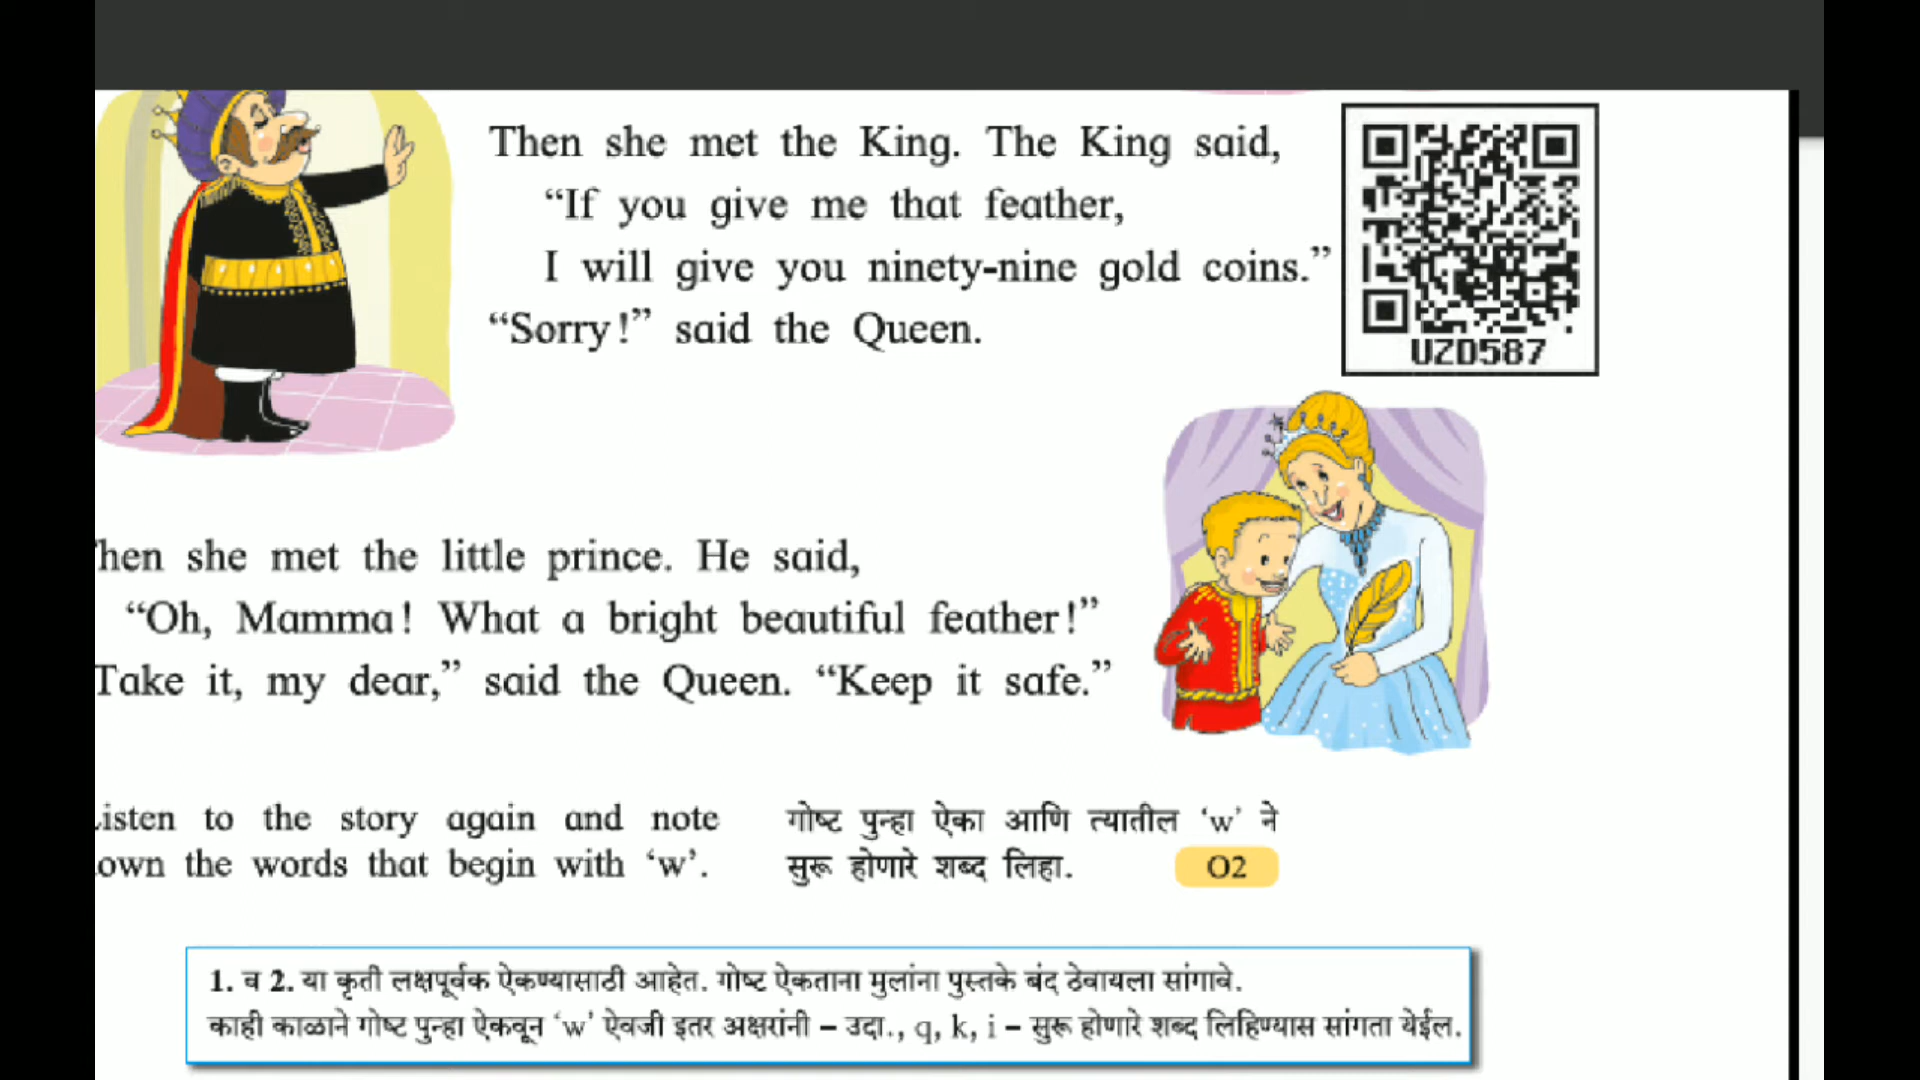 Then she met the King. The King said,
“If you give me that feather,
I will give you ninety-nine gold coins.”
“Sorry!” said the Queen.
UZD587
hen she met the little prince. He said,
“Oh, Mamma! What a bright beautiful feather!”
Take it, my dear,” said the Queen. “Keep it safe.”
isten to the story again and note
own the words that begin with ‘w’.
गोष्ट पुन्हा ऐका आणि त्यातील ‘w’ ने
सुरू होणारे शब्द लिहा.
O2
1. व 2. या कृती लक्षपूर्वक ऐकण्यासाठी आहेत. गोष्ट ऐकताना मुलांना पुस्तके बंद ठेवायला सांगावे.
काही काळाने गोष्ट पुन्हा ऐकवून ‘w’ ऐवजी इतर अक्षरांनी – उदा., q, k, i – सुरू होणारे शब्द लिहिण्यास सांगता येईल.